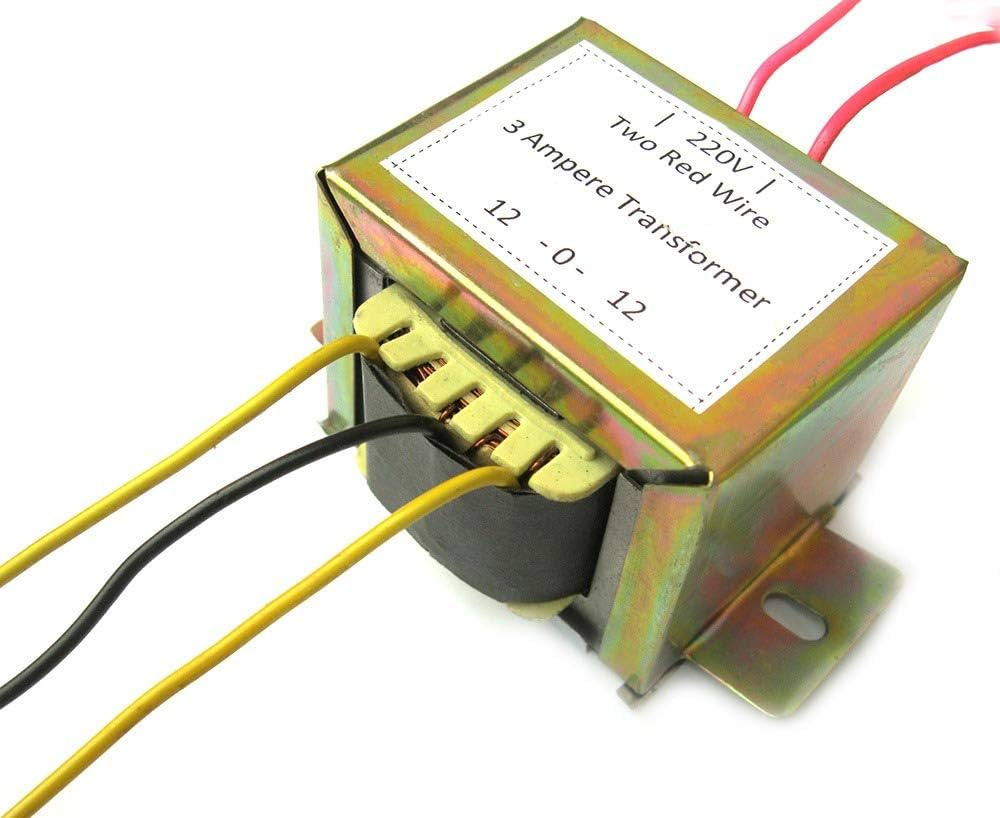 | 220V |
Two Red Wire
3 Ampere Transformer
12 - 0 - 12